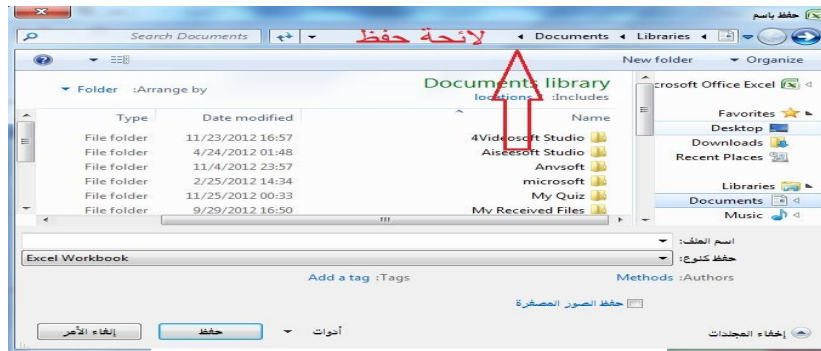 حفظ باسم
Libraries ◂ Documents ◂ لائحة حفظ Search Documents
Organize ▾ New folder
Microsoft Office Excel
Favorites
Desktop
Downloads
Recent Places
Libraries
Documents
Music
Documents library
Includes: locations
Arrange by: Folder ▾
Name Date modified Type
4Videosoft Studio 11/23/2012 16:57 File folder
Aiseesoft Studio 4/24/2012 01:48 File folder
Anvsoft 11/4/2012 23:57 File folder
microsoft 2/25/2012 14:34 File folder
My Quiz 11/25/2012 00:33 File folder
My Received Files 9/29/2012 16:50 File folder
اسم الملف:
حفظ كنوع: Excel Workbook
Authors: Methods Tags: Add a tag
حفظ الصور المصغرة
إخفاء المجلدات أدوات حفظ إلغاء الأمر